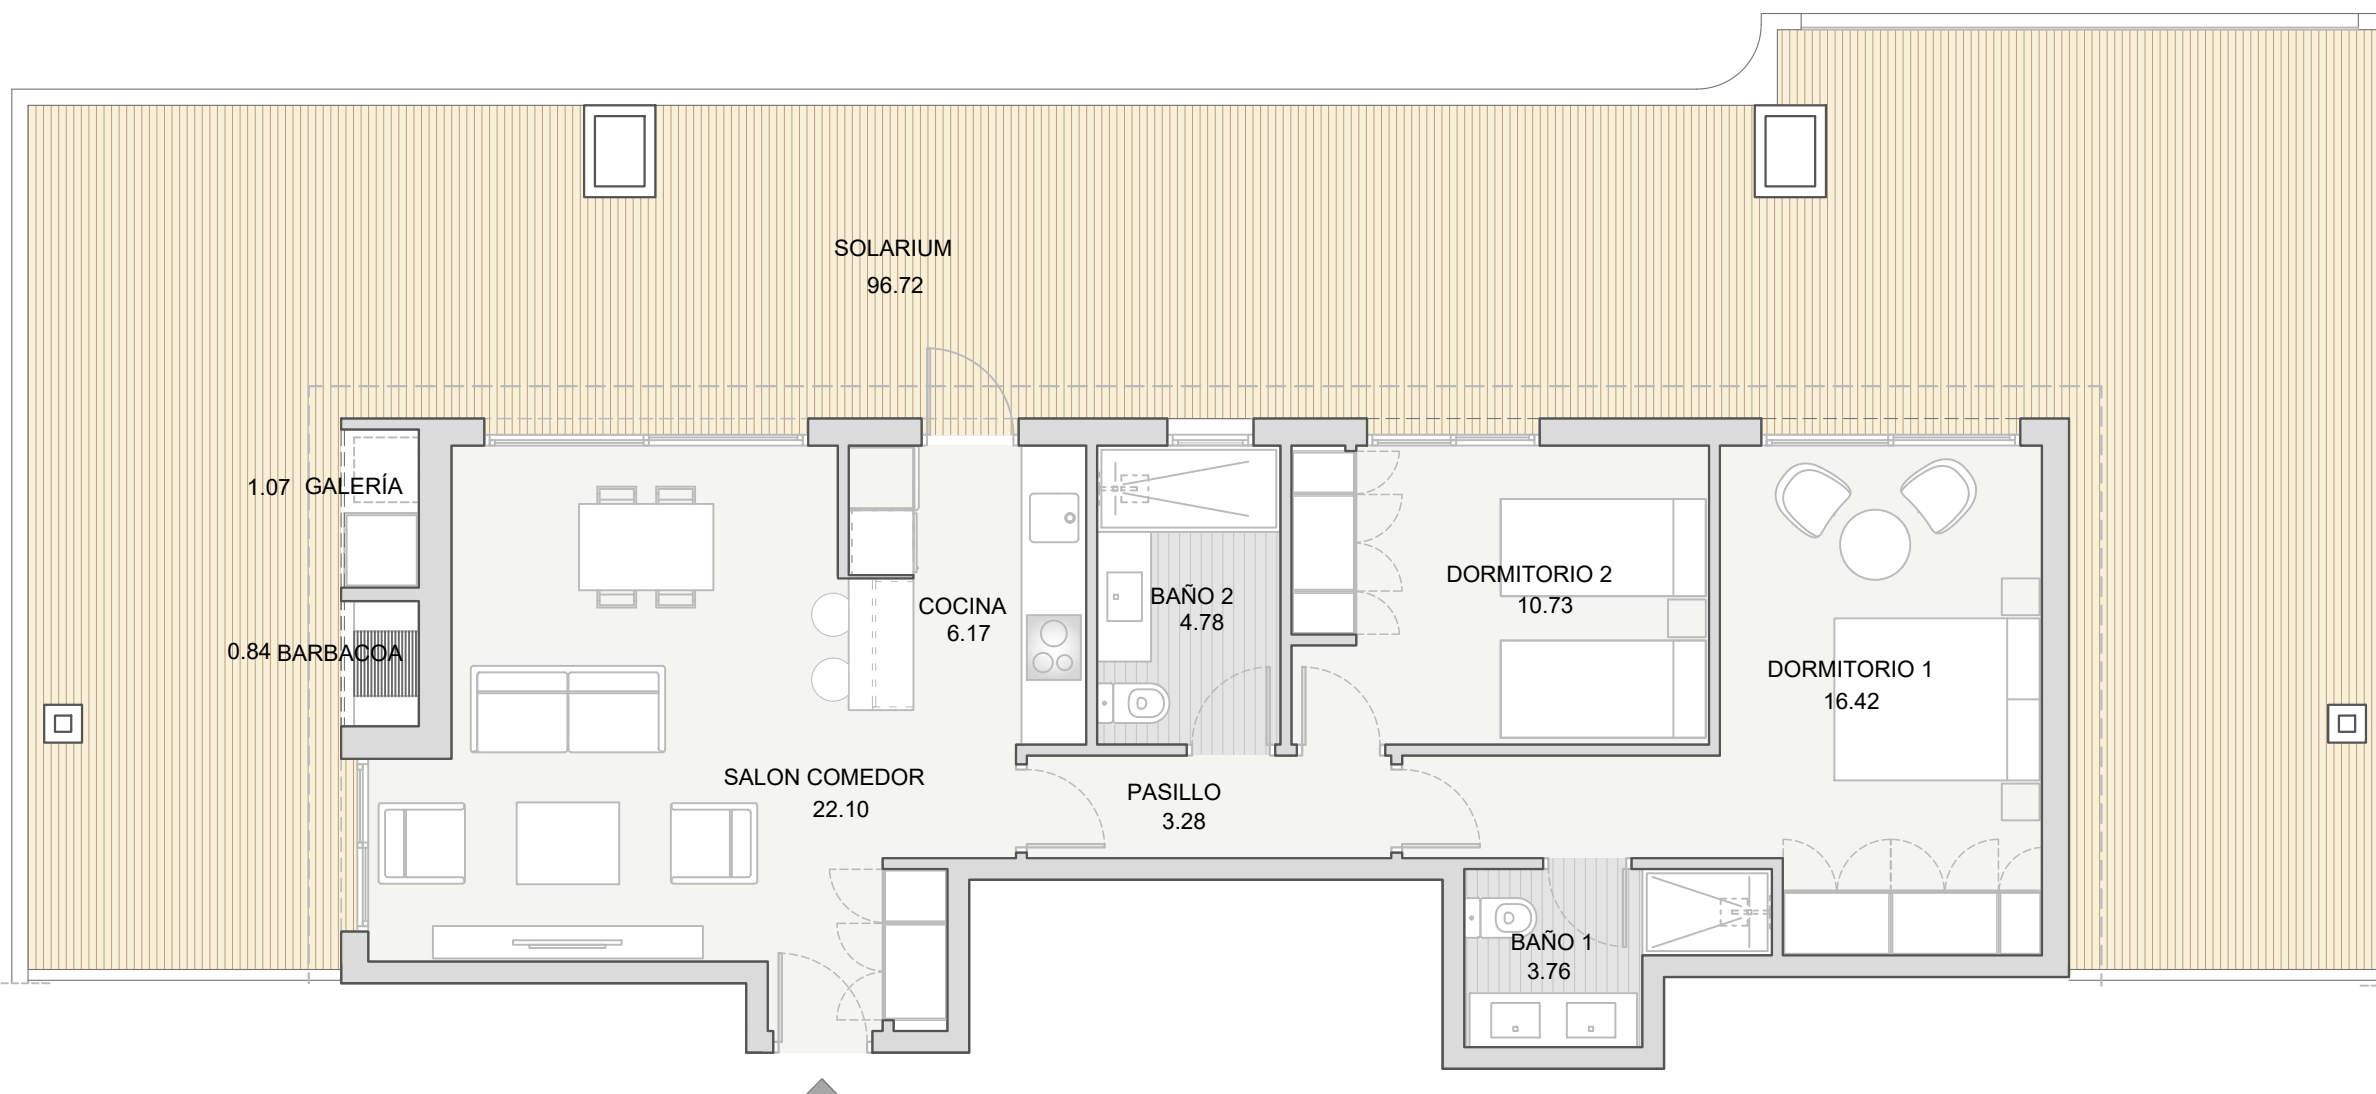 SOLARIUM
96.72
1.07 GALERÍA
0.84 BARBACOA
COCINA
6.17
BAÑO 2
4.78
DORMITORIO 2
10.73
DORMITORIO 1
16.42
SALON COMEDOR
22.10
PASILLO
3.28
BAÑO 1
3.76